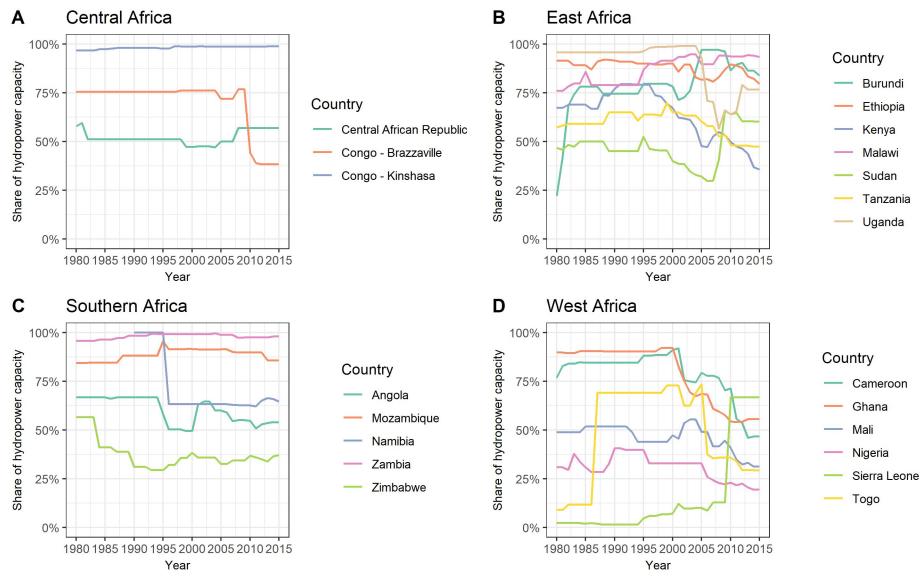 A Central Africa
Share of hydropower capacity
100%
75%
50%
25%
0%
1980 1985 1990 1995 2000 2005 2010 2015
Year
Country
Central African Republic
Congo - Brazzaville
Congo - Kinshasa
B East Africa
Share of hydropower capacity
100%
75%
50%
25%
0%
1980 1985 1990 1995 2000 2005 2010 2015
Year
Country
Burundi
Ethiopia
Kenya
Malawi
Sudan
Tanzania
Uganda
C Southern Africa
Share of hydropower capacity
100%
75%
50%
25%
0%
1980 1985 1990 1995 2000 2005 2010 2015
Year
Country
Angola
Mozambique
Namibia
Zambia
Zimbabwe
D West Africa
Share of hydropower capacity
100%
75%
50%
25%
0%
1980 1985 1990 1995 2000 2005 2010 2015
Year
Country
Cameroon
Ghana
Mali
Nigeria
Sierra Leone
Togo